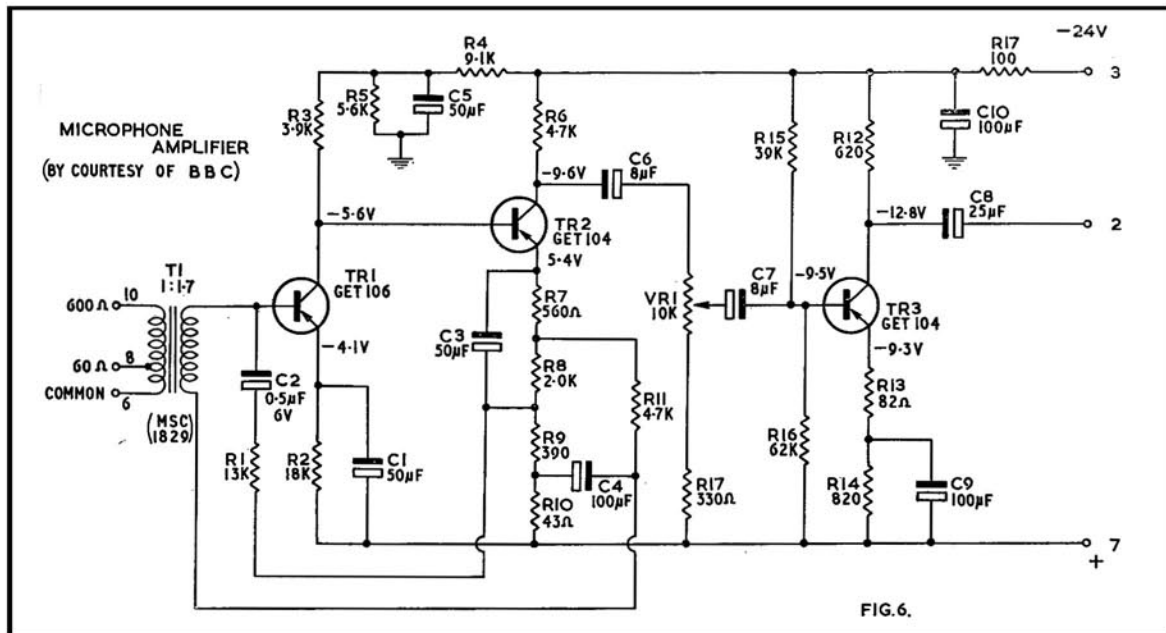 MICROPHONE
AMPLIFIER
(BY COURTESY OF BBC)
R4
9·1K
-24V
R17
100
3
R3
3·9K
R5
5·6K
C5
50μF
R6
4·7K
R15
39K
R12
620
C10
100μF
-9·6V
C6
8μF
-5·6V
TR2
GET 104
-12·8V
C8
25μF
2
T1
1:1·7
10
600Ω
8
60Ω
COMMON
6
(MSC
1829)
TR1
GET 106
5·4V
R7
560Ω
VR1
10K
C7
8μF
-9·5V
TR3
GET 104
-4·1V
C3
50μF
-9·3V
C2
0·5μF
6V
R8
2·0K
R11
4·7K
R13
82Ω
R1
13K
R2
18K
C1
50μF
R9
390
C4
100μF
R10
43Ω
R17
330Ω
R16
62K
R14
820
C9
100μF
7
+
FIG.6.